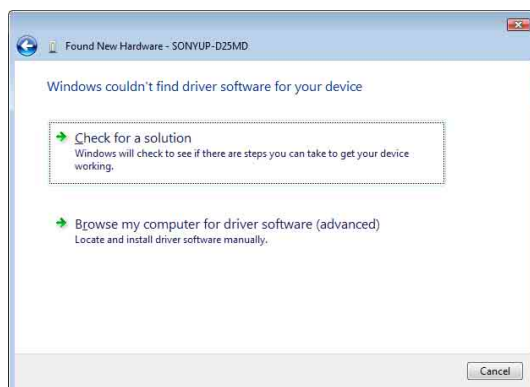 Found New Hardware - SONYUP-D25MD
Windows couldn't find driver software for your device
Check for a solution
Windows will check to see if there are steps you can take to get your device
working.
Browse my computer for driver software (advanced)
Locate and install driver software manually.
Cancel